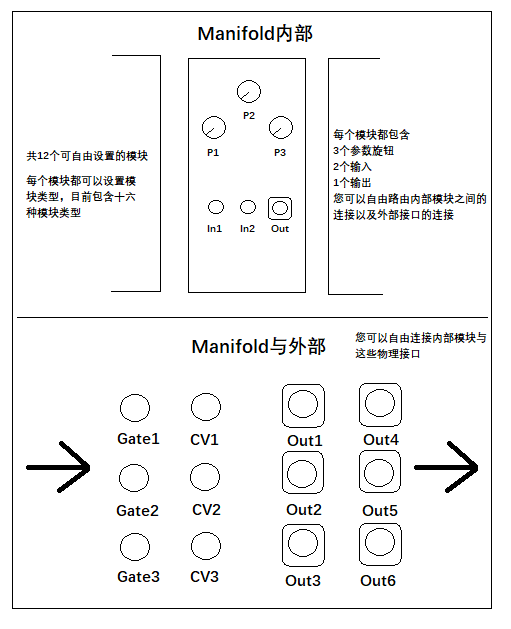 Manifold内部
共12个可自由设置的模块
每个模块都可以设置模
块类型，目前包含十六
种模块类型
P2
P1
P3
In1
In2
Out
每个模块都包含
3个参数旋钮
2个输入
1个输出
您可以自由路由内部模块之间的
连接以及外部接口的连接
Manifold与外部
您可以自由连接内部模块与
这些物理接口
Gate1
CV1
Out1
Out4
Gate2
CV2
Out2
Out5
Gate3
CV3
Out3
Out6